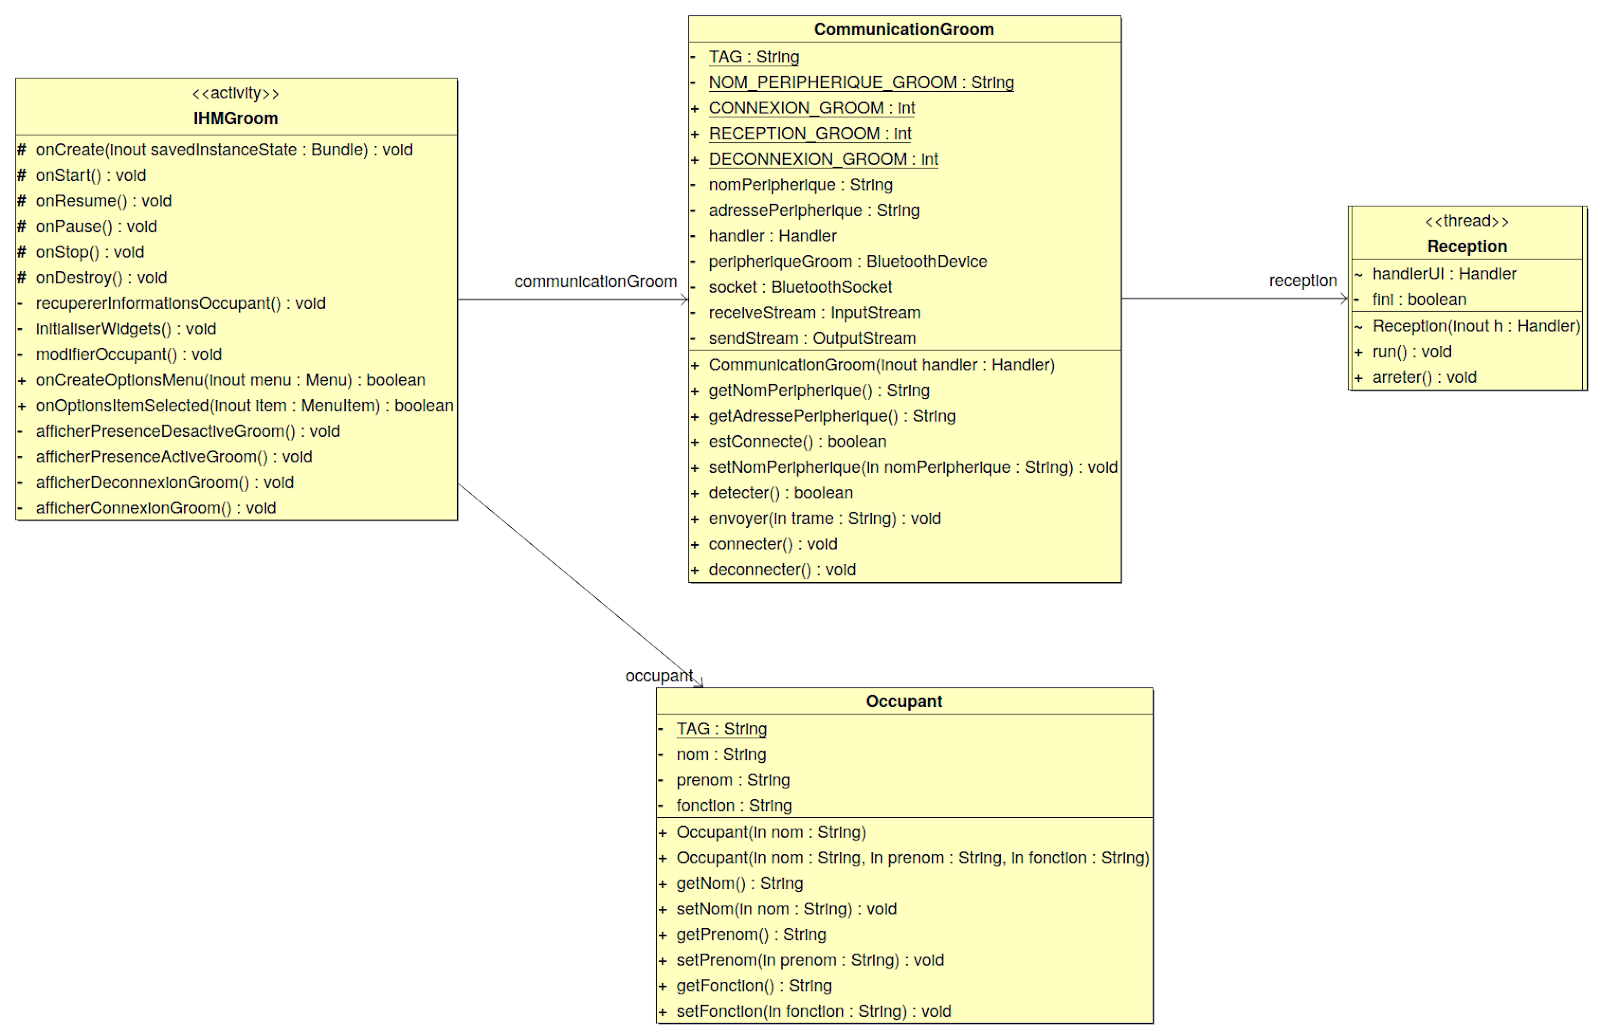 <<activity>>
IHMGroom
# onCreate(inout savedInstanceState : Bundle) : void
# onStart() : void
# onResume() : void
# onPause() : void
# onStop() : void
# onDestroy() : void
- recupererInformationsOccupant() : void
- initialiserWidgets() : void
- modifierOccupant() : void
+ onCreateOptionsMenu(inout menu : Menu) : boolean
+ onOptionsItemSelected(inout item : MenuItem) : boolean
- afficherPresenceDesactiveGroom() : void
- afficherPresenceActiveGroom() : void
- afficherDeconnexionGroom() : void
- afficherConnexionGroom() : void
communicationGroom
CommunicationGroom
- TAG : String
- NOM_PERIPHERIQUE_GROOM : String
+ CONNEXION_GROOM : int
+ RECEPTION_GROOM : int
+ DECONNEXION_GROOM : int
- nomPeripherique : String
- adressePeripherique : String
- handler : Handler
- peripheriqueGroom : BluetoothDevice
- socket : BluetoothSocket
- receiveStream : InputStream
- sendStream : OutputStream
+ CommunicationGroom(inout handler : Handler)
+ getNomPeripherique() : String
+ getAdressePeripherique() : String
+ estConnecte() : boolean
+ setNomPeripherique(in nomPeripherique : String) : void
+ detecter() : boolean
+ envoyer(in trame : String) : void
+ connecter() : void
+ deconnecter() : void
reception
<<thread>>
Reception
~ handlerUI : Handler
- fini : boolean
~ Reception(inout h : Handler)
+ run() : void
+ arreter() : void
occupant
Occupant
- TAG : String
- nom : String
- prenom : String
- fonction : String
+ Occupant(in nom : String)
+ Occupant(in nom : String, in prenom : String, in fonction : String)
+ getNom() : String
+ setNom(in nom : String) : void
+ getPrenom() : String
+ setPrenom(in prenom : String) : void
+ getFonction() : String
+ setFonction(in fonction : String) : void